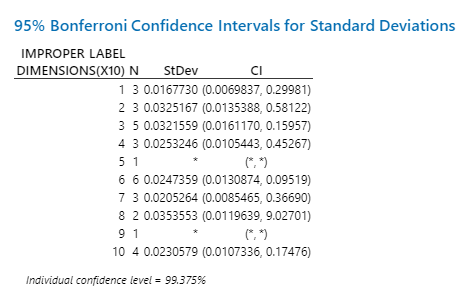 95% Bonferroni Confidence Intervals for Standard Deviations
IMPROPER LABEL
DIMENSIONS(X10) N StDev CI
1 3 0.0167730 (0.0069837, 0.29981)
2 3 0.0325167 (0.0135388, 0.58122)
3 5 0.0321559 (0.0161170, 0.15957)
4 3 0.0253246 (0.0105443, 0.45267)
5 1 * (*, *)
6 6 0.0247359 (0.0130874, 0.09519)
7 3 0.0205264 (0.0085465, 0.36690)
8 2 0.0353553 (0.0119639, 9.02701)
9 1 * (*, *)
10 4 0.0230579 (0.0107336, 0.17476)
Individual confidence level = 99.375%